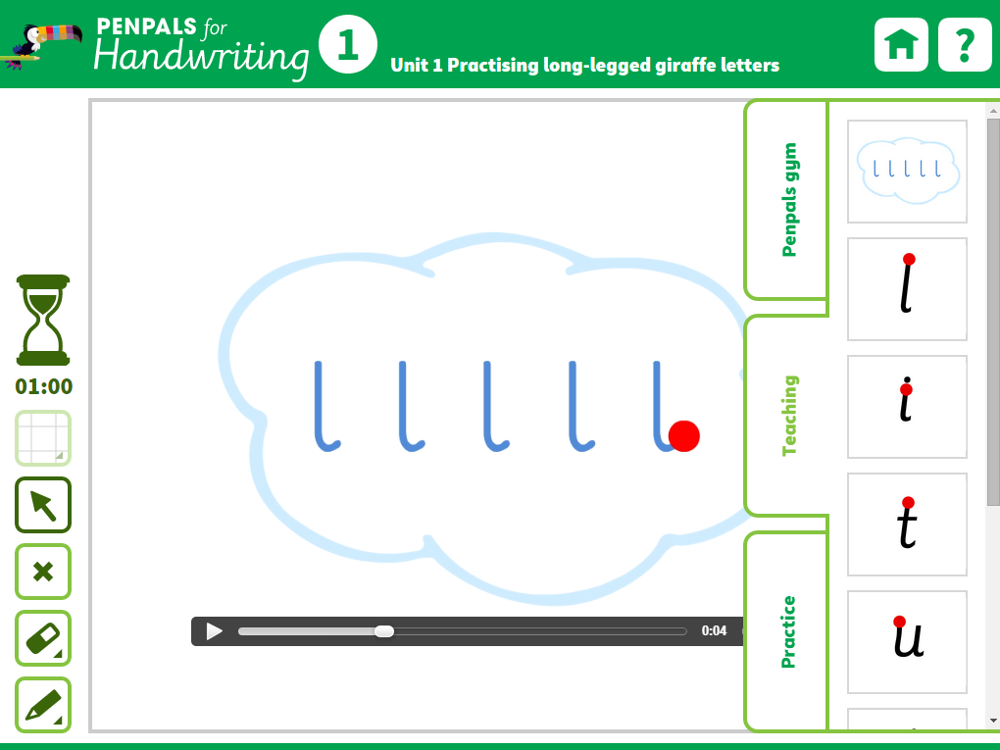 PENPALS for
Handwriting
1
Unit 1 Practising long-legged giraffe letters
?
Penpals gym
l l l l l
l
i
Teaching
01:00
l l l l l
t
u
Practice
0:04